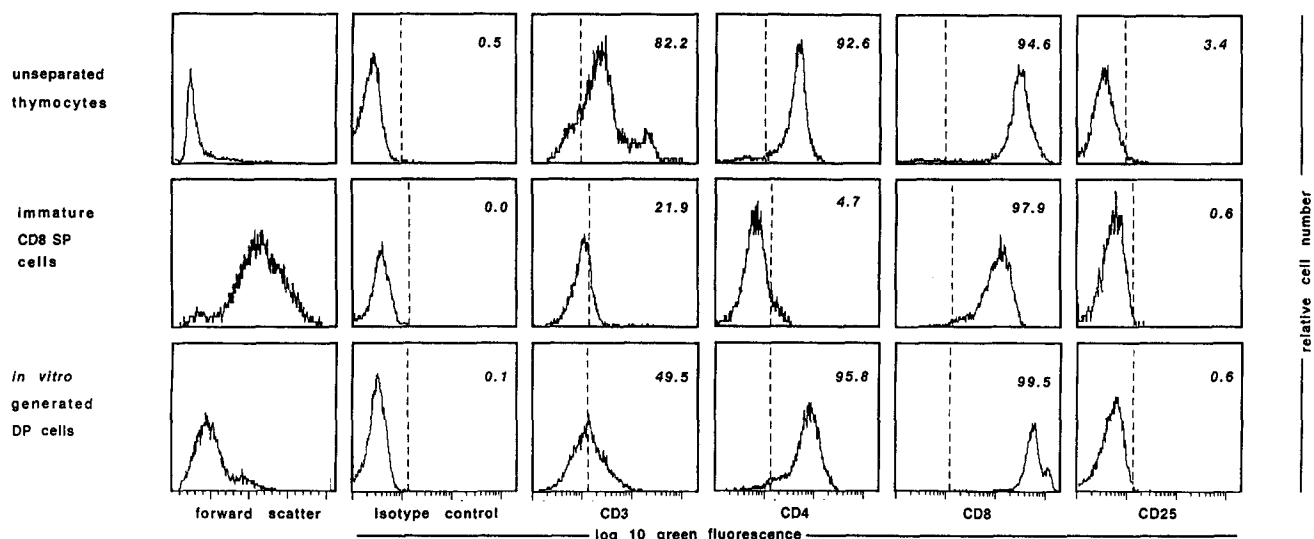 unseparated
thymocytes
0.5
82.2
92.6
94.6
3.4
immature
CD8 SP
cells
0.0
21.9
4.7
97.9
0.6
in vitro
generated
DP cells
0.1
49.5
95.8
99.5
0.6
forward scatter
Isotype control
CD3
CD4
CD8
CD25
log 10 green fluorescence
relative cell number